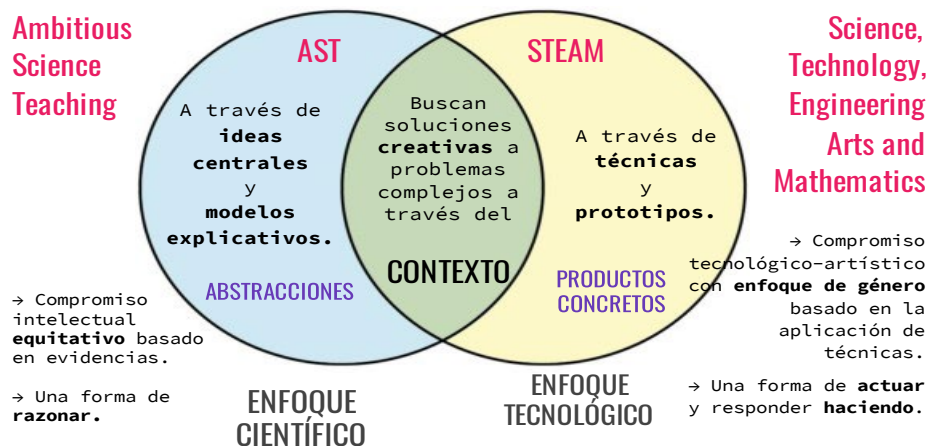 Ambitious
Science
Teaching
AST
A través de
ideas
centrales
y
modelos
explicativos.
ABSTRACCIONES
Buscan
soluciones
creativas a
problemas
complejos a
través del
CONTEXTO
STEAM
A través de
técnicas
y
prototipos.
PRODUCTOS
CONCRETOS
Science,
Technology,
Engineering
Arts and
Mathematics
→ Compromiso
intelectual
equitativo basado
en evidencias.
→ Una forma de
razonar.
ENFOQUE
CIENTÍFICO
ENFOQUE
TECNOLÓGICO
→ Compromiso
tecnológico-artístico
con enfoque de género
basado en la
aplicación de
técnicas.
→ Una forma de actuar
y responder haciendo.